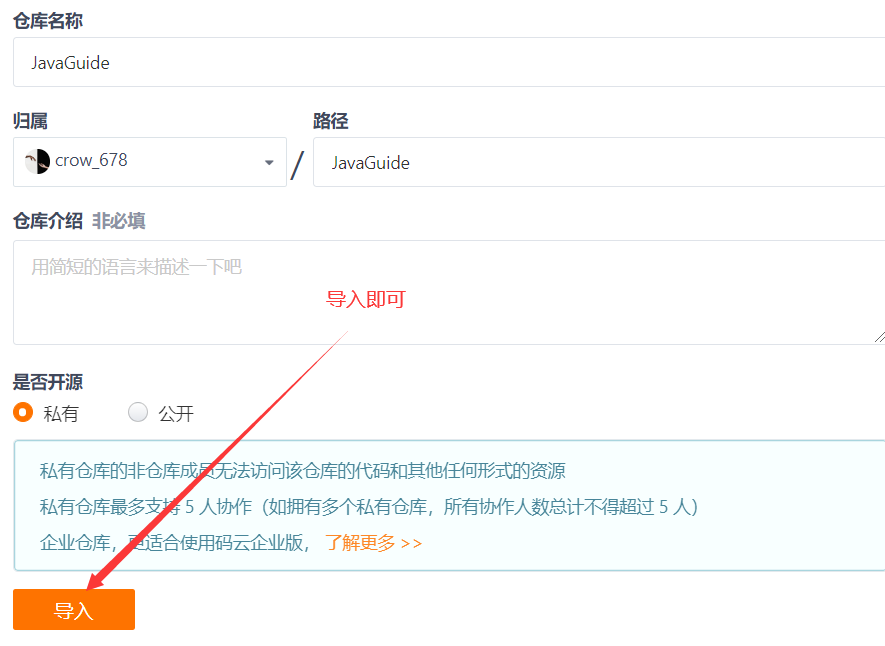 仓库名称
JavaGuide
归属 路径
crow_678 / JavaGuide
仓库介绍 非必填
用简短的语言来描述一下吧
导入即可
是否开源
私有 公开
私有仓库的非仓库成员无法访问该仓库的代码和其他任何形式的资源
私有仓库最多支持 5 人协作（如拥有多个私有仓库，所有协作人数总计不得超过 5 人）
企业仓库，更适合使用码云企业版， 了解更多 >>
导入